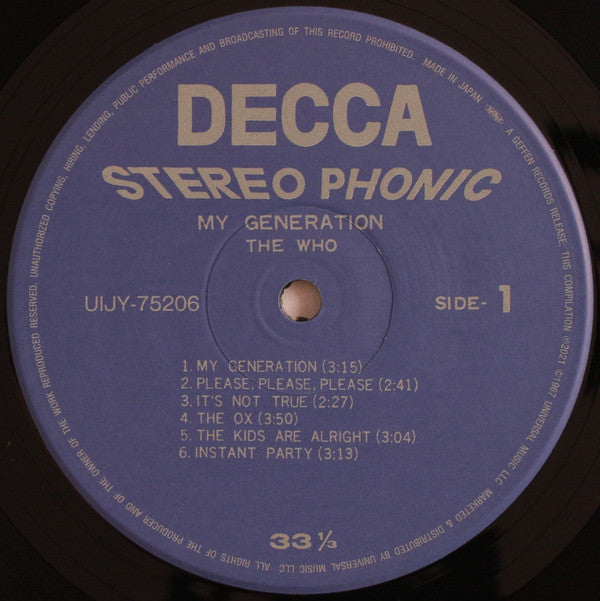 DECCA
STEREO PHONIC
MY GENERATION
THE WHO
UIJY-75206
SIDE- 1
1. MY GENERATION (3:15)
2. PLEASE, PLEASE, PLEASE (2:41)
3. IT'S NOT TRUE (2:27)
4. THE OX (3:50)
5. THE KIDS ARE ALRIGHT (3:04)
6. INSTANT PARTY (3:13)
33 ⅓
ALL RIGHTS OF THE PRODUCER AND OF THE OWNER OF THE WORK REPRODUCED RESERVED. UNAUTHORIZED COPYING, HIRING, LENDING, PUBLIC PERFORMANCE AND BROADCASTING OF THIS RECORD PROHIBITED. MADE IN JAPAN
A GEFFEN RECORDS RELEASE; THIS COMPILATION ℗2021 ©1967 UNIVERSAL MUSIC LLC MARKETED & DISTRIBUTED BY UNIVERSAL MUSIC LLC